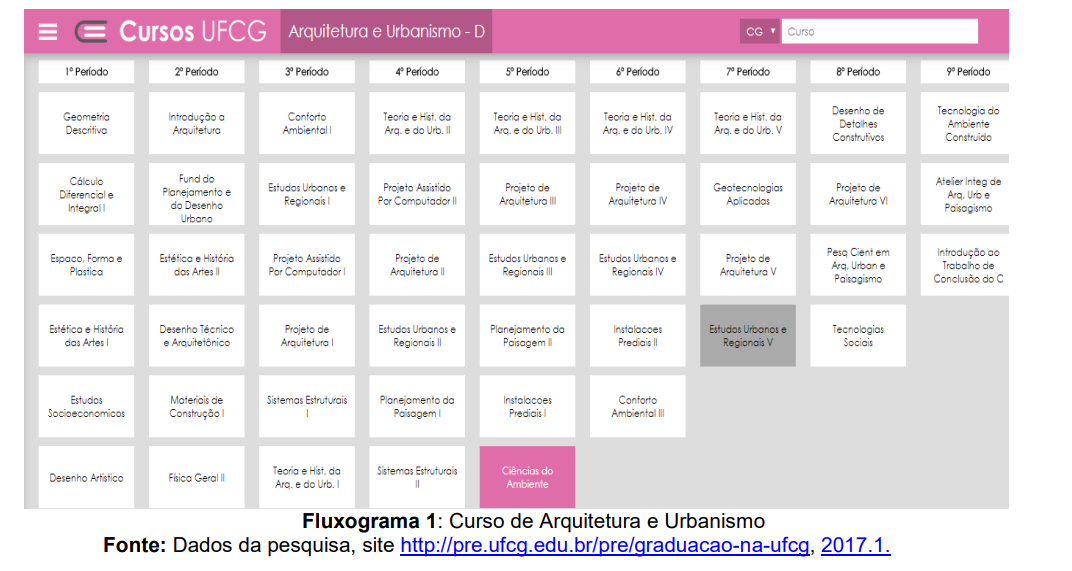 Cursos UFCG Arquitetura e Urbanismo - D CG Curso
1º Período 2º Período 3º Período 4º Período 5º Período 6º Período 7º Período 8º Período 9º Período
Geometria
Descritiva
Introdução a
Arquitetura
Conforto
Ambiental I
Teoria e Hist. da
Arq. e do Urb. II
Teoria e Hist. da
Arq. e do Urb. III
Teoria e Hist. da
Arq. e do Urb. IV
Teoria e Hist. da
Arq. e do Urb. V
Desenho de
Detalhes
Construtivos
Tecnologia do
Ambiente
Construído
Cálculo
Diferencial e
Integral I
Fund do
Planejamento e
do Desenho
Urbano
Estudos Urbanos e
Regionais I
Projeto Assistido
Por Computador II
Projeto de
Arquitetura III
Projeto de
Arquitetura IV
Geotecnologias
Aplicadas
Projeto de
Arquitetura VI
Atelier Integ de
Arq, Urb e
Paisagismo
Espaco, Forma e
Plastica
Estética e História
das Artes II
Projeto Assistido
Por Computador I
Projeto de
Arquitetura II
Estudos Urbanos e
Regionais III
Estudos Urbanos e
Regionais IV
Projeto de
Arquitetura V
Pesq Cient em
Arq, Urban e
Paisagismo
Introdução ao
Trabalho de
Conclusão do C
Estética e História
das Artes I
Desenho Técnico
e Arquitetônico
Projeto de
Arquitetura I
Estudos Urbanos e
Regionais II
Planejamento da
Paisagem II
Instalacoes
Prediais II
Estudos Urbanos e
Regionais V
Tecnologias
Sociais
Estudos
Socioeconomicos
Materiais de
Construção I
Sistemas Estruturais
I
Planejamento da
Paisagem I
Instalacoes
Prediais I
Conforto
Ambiental III
Desenho Artístico
Física Geral II
Teoria e Hist. da
Arq. e do Urb. I
Sistemas Estruturais
II
Ciências do
Ambiente
Fluxograma 1: Curso de Arquitetura e Urbanismo
Fonte: Dados da pesquisa, site http://pre.ufcg.edu.br/pre/graduacao-na-ufcg, 2017.1.